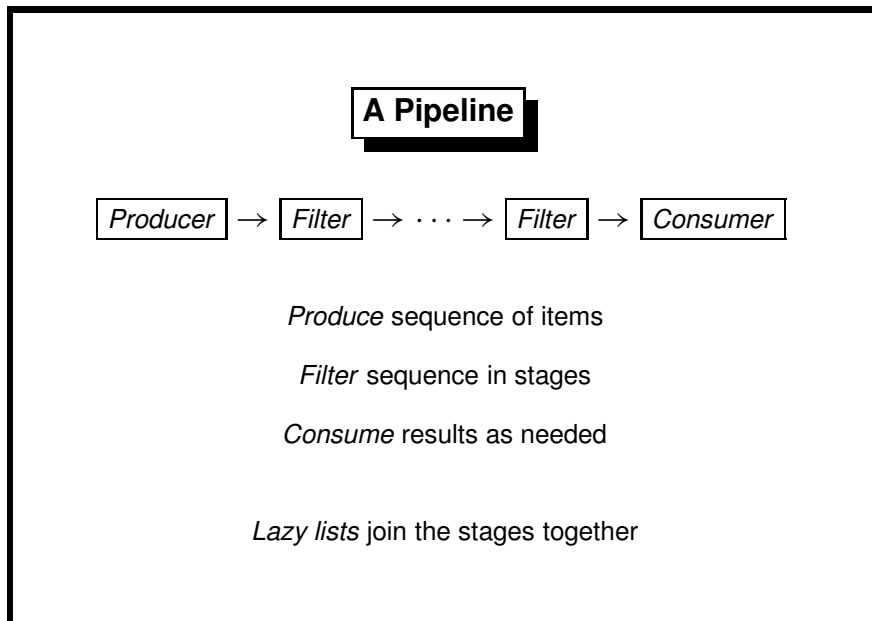 A Pipeline
Producer → Filter → · · · → Filter → Consumer
Produce sequence of items
Filter sequence in stages
Consume results as needed
Lazy lists join the stages together